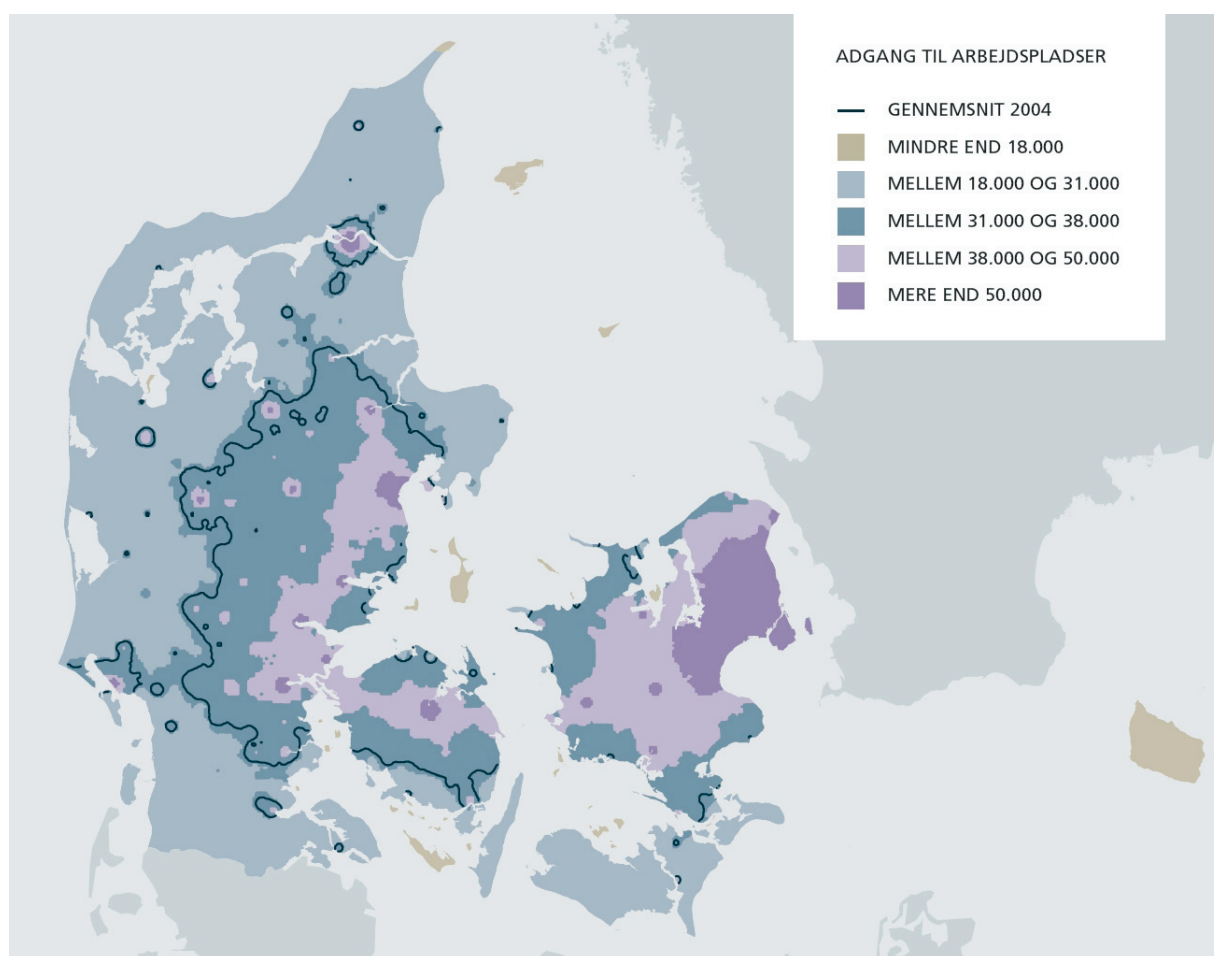 ADGANG TIL ARBEJDSPLADSER
GENNEMSNIT 2004
MINDRE END 18.000
MELLEM 18.000 OG 31.000
MELLEM 31.000 OG 38.000
MELLEM 38.000 OG 50.000
MERE END 50.000